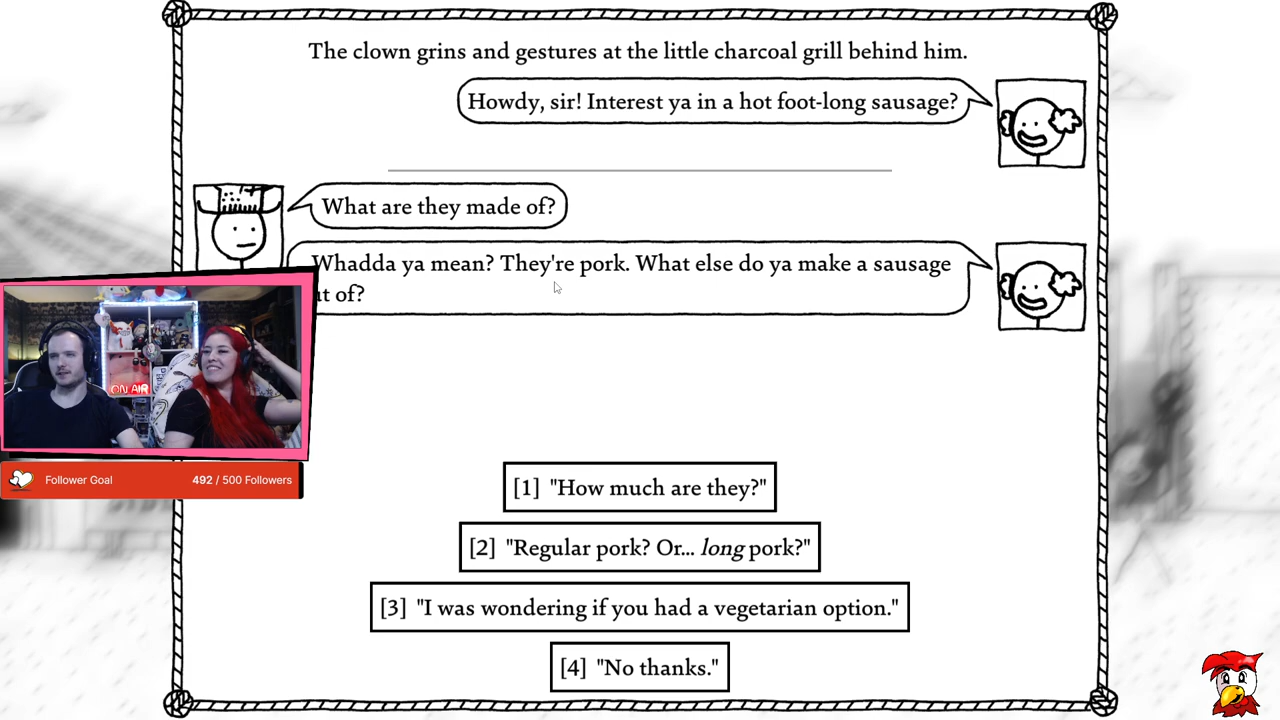 The clown grins and gestures at the little charcoal grill behind him.
Howdy, sir! Interest ya in a hot foot-long sausage?
What are they made of?
Whadda ya mean? They're pork. What else do ya make a sausage
ut of?
ON AIR
Follower Goal 492 / 500 Followers
[1] "How much are they?"
[2] "Regular pork? Or... long pork?"
[3] "I was wondering if you had a vegetarian option."
[4] "No thanks."